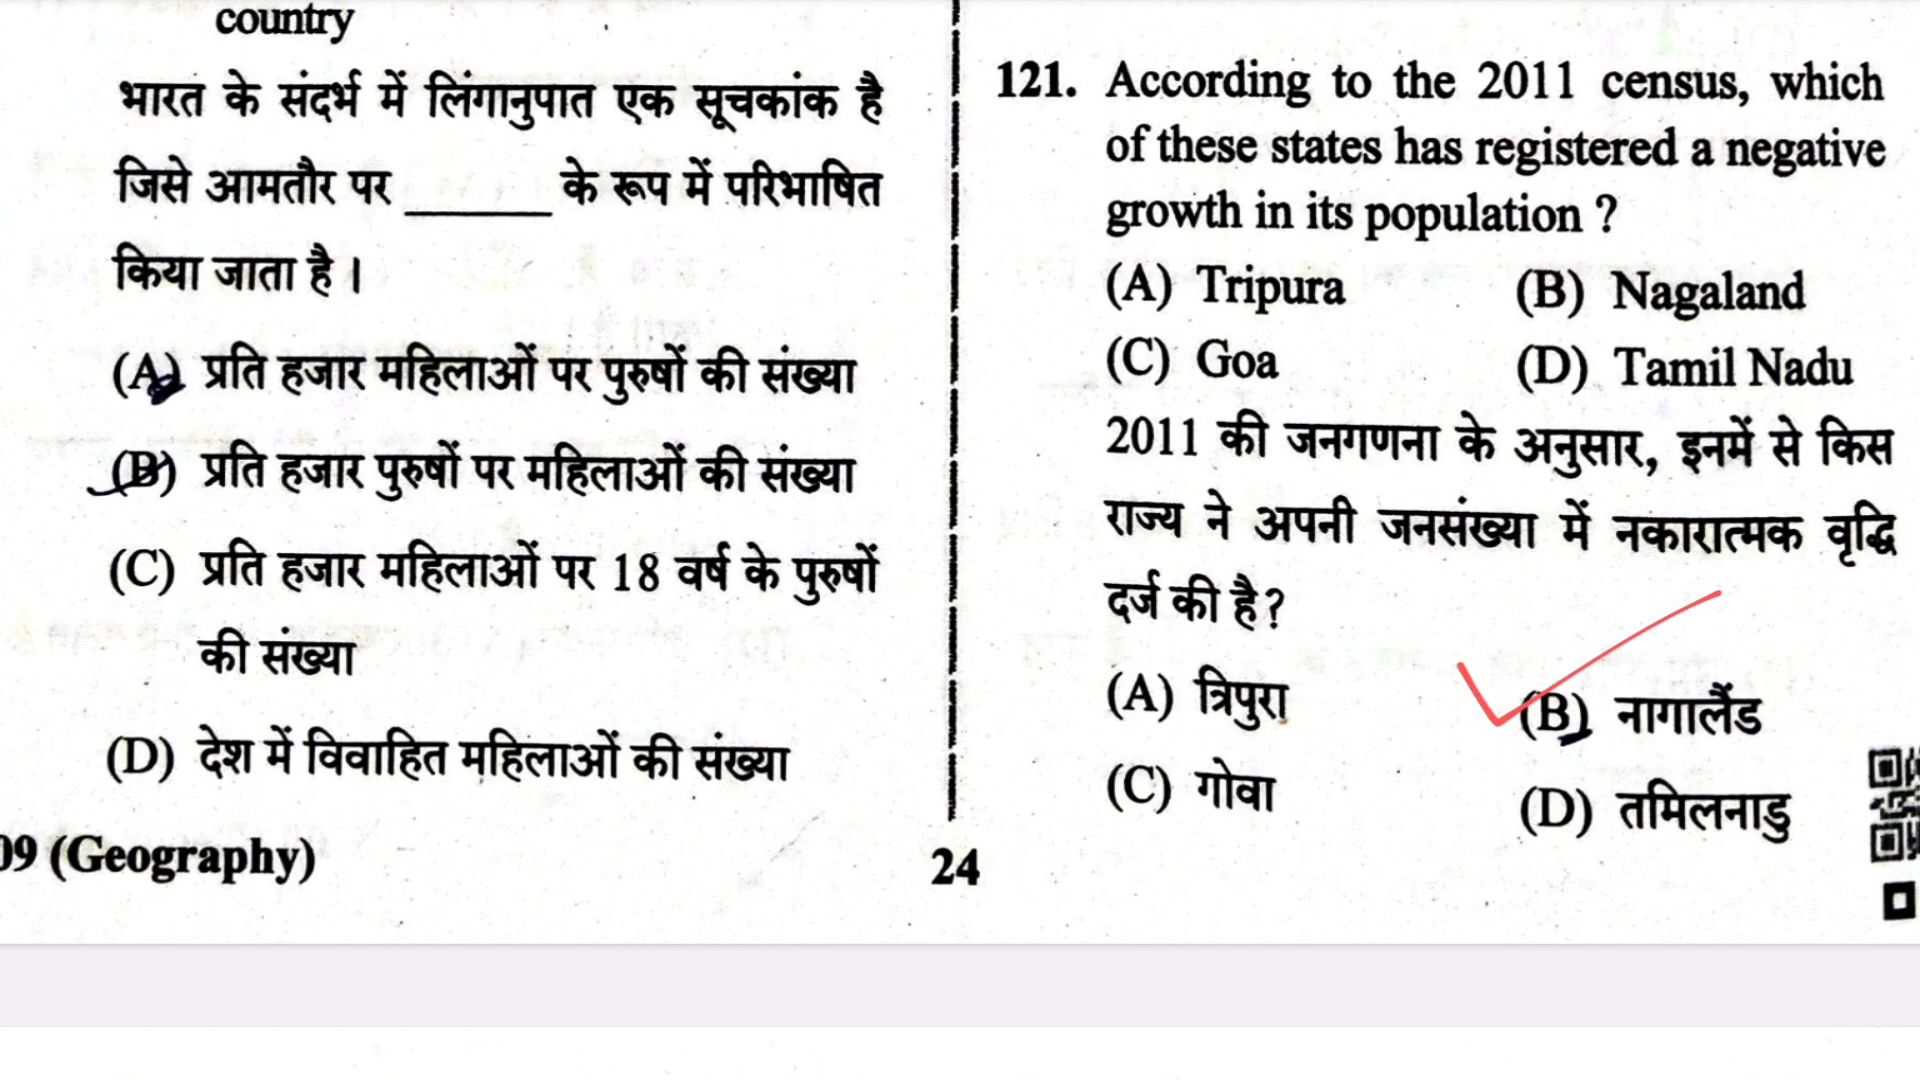 country
भारत के संदर्भ में लिंगानुपात एक सूचकांक है
जिसे आमतौर पर ______ के रूप में परिभाषित
किया जाता है ।
(A) प्रति हजार महिलाओं पर पुरुषों की संख्या
(B) प्रति हजार पुरुषों पर महिलाओं की संख्या
(C) प्रति हजार महिलाओं पर 18 वर्ष के पुरुषों
की संख्या
(D) देश में विवाहित महिलाओं की संख्या
09 (Geography)
24
121. According to the 2011 census, which
of these states has registered a negative
growth in its population ?
(A) Tripura (B) Nagaland
(C) Goa (D) Tamil Nadu
2011 की जनगणना के अनुसार, इनमें से किस
राज्य ने अपनी जनसंख्या में नकारात्मक वृद्धि
दर्ज की है?
(A) त्रिपुरा (B) नागालैंड
(C) गोवा (D) तमिलनाडु